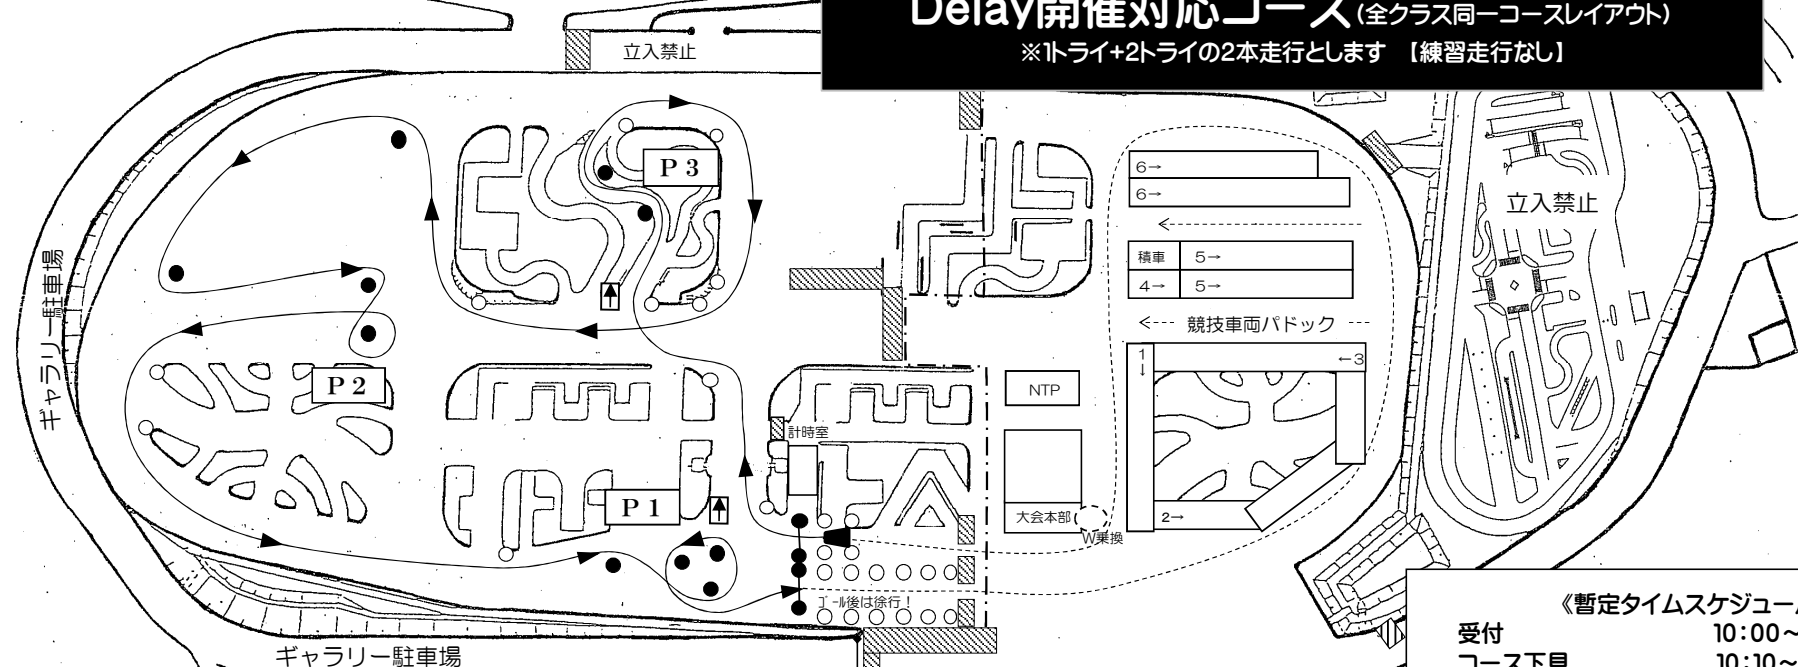 Delay開催対応コース(全クラス同一コースレイアウト)
※1トライ+2トライの2本走行とします 【練習走行なし】
立入禁止
P 3
6→
6→
立入禁止
積車 5→
4→ 5→
競技車両パドック
ギャラリー駐車場
1→
←3
P 2
NTP
計時室
P 1
大会本部
2→
W乗換
ゴール後は徐行！
《暫定タイムスケジュール
受付 10:00~
コース下見 10:10~
ギャラリー駐車場